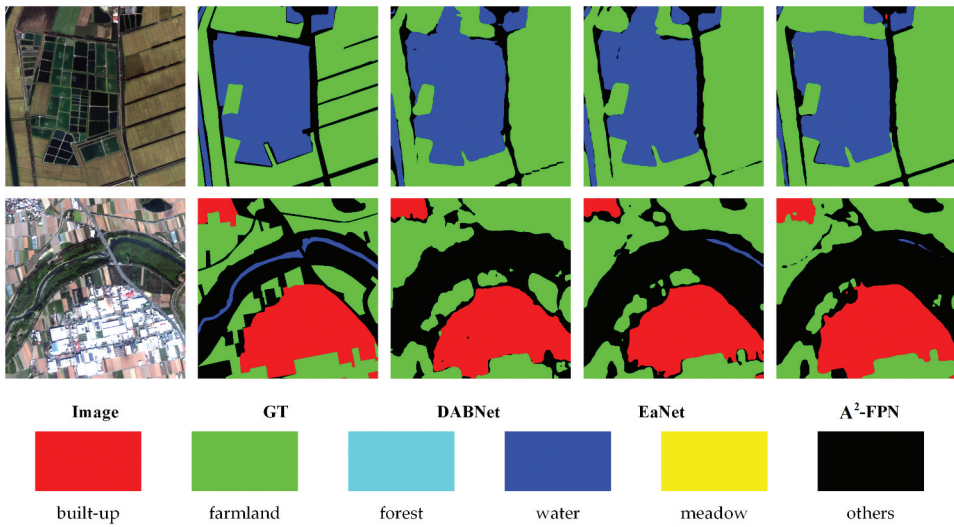 Image GT DABNet EaNet A²-FPN
built-up farmland forest water meadow others